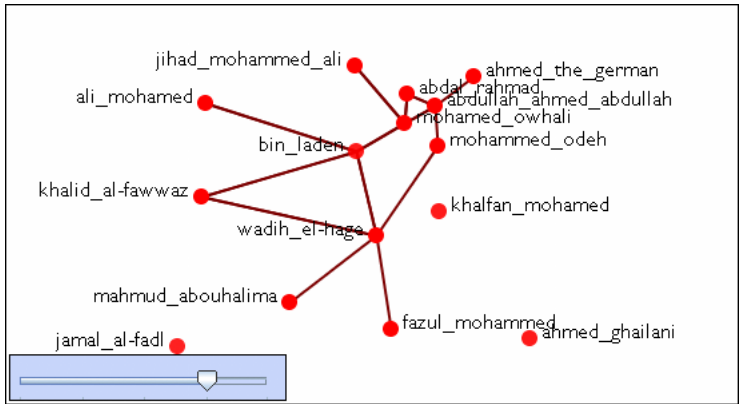 jihad_mohammed_ali
ahmed_the_german
abdal_rahmad
ali_mohamed
abdullah_ahmed_abdullah
mohamed_owhali
bin_laden
mohammed_odeh
khalid_al-fawwaz
khalfan_mohamed
wadih_el-hage
mahmud_abouhalima
fazul_mohammed
jamal_al-fadl
ahmed_ghailani